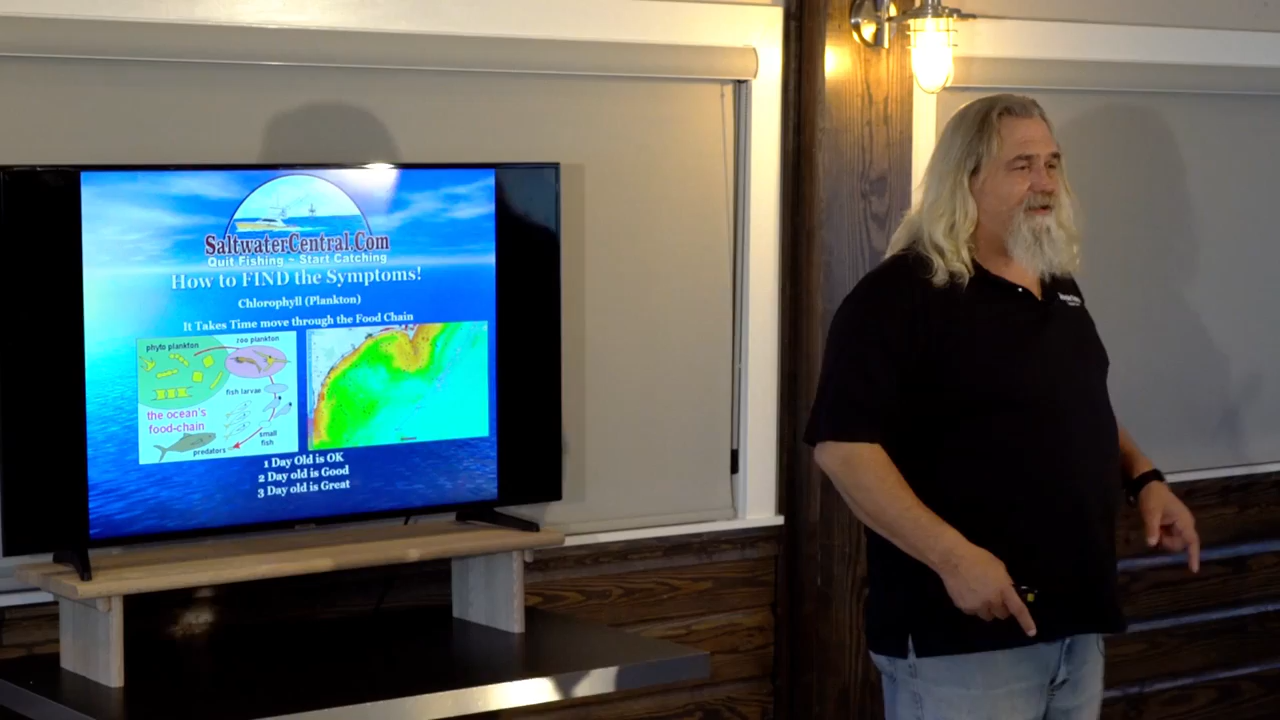 SaltwaterCentral.Com
Quit Fishing ~ Start Catching
How to FIND the Symptoms!
Chlorophyll (Plankton)
It Takes Time move through the Food Chain
phyto plankton
zoo plankton
fish larvae
the ocean's
food-chain
small
fish
predators
1 Day Old is OK
2 Day old is Good
3 Day old is Great